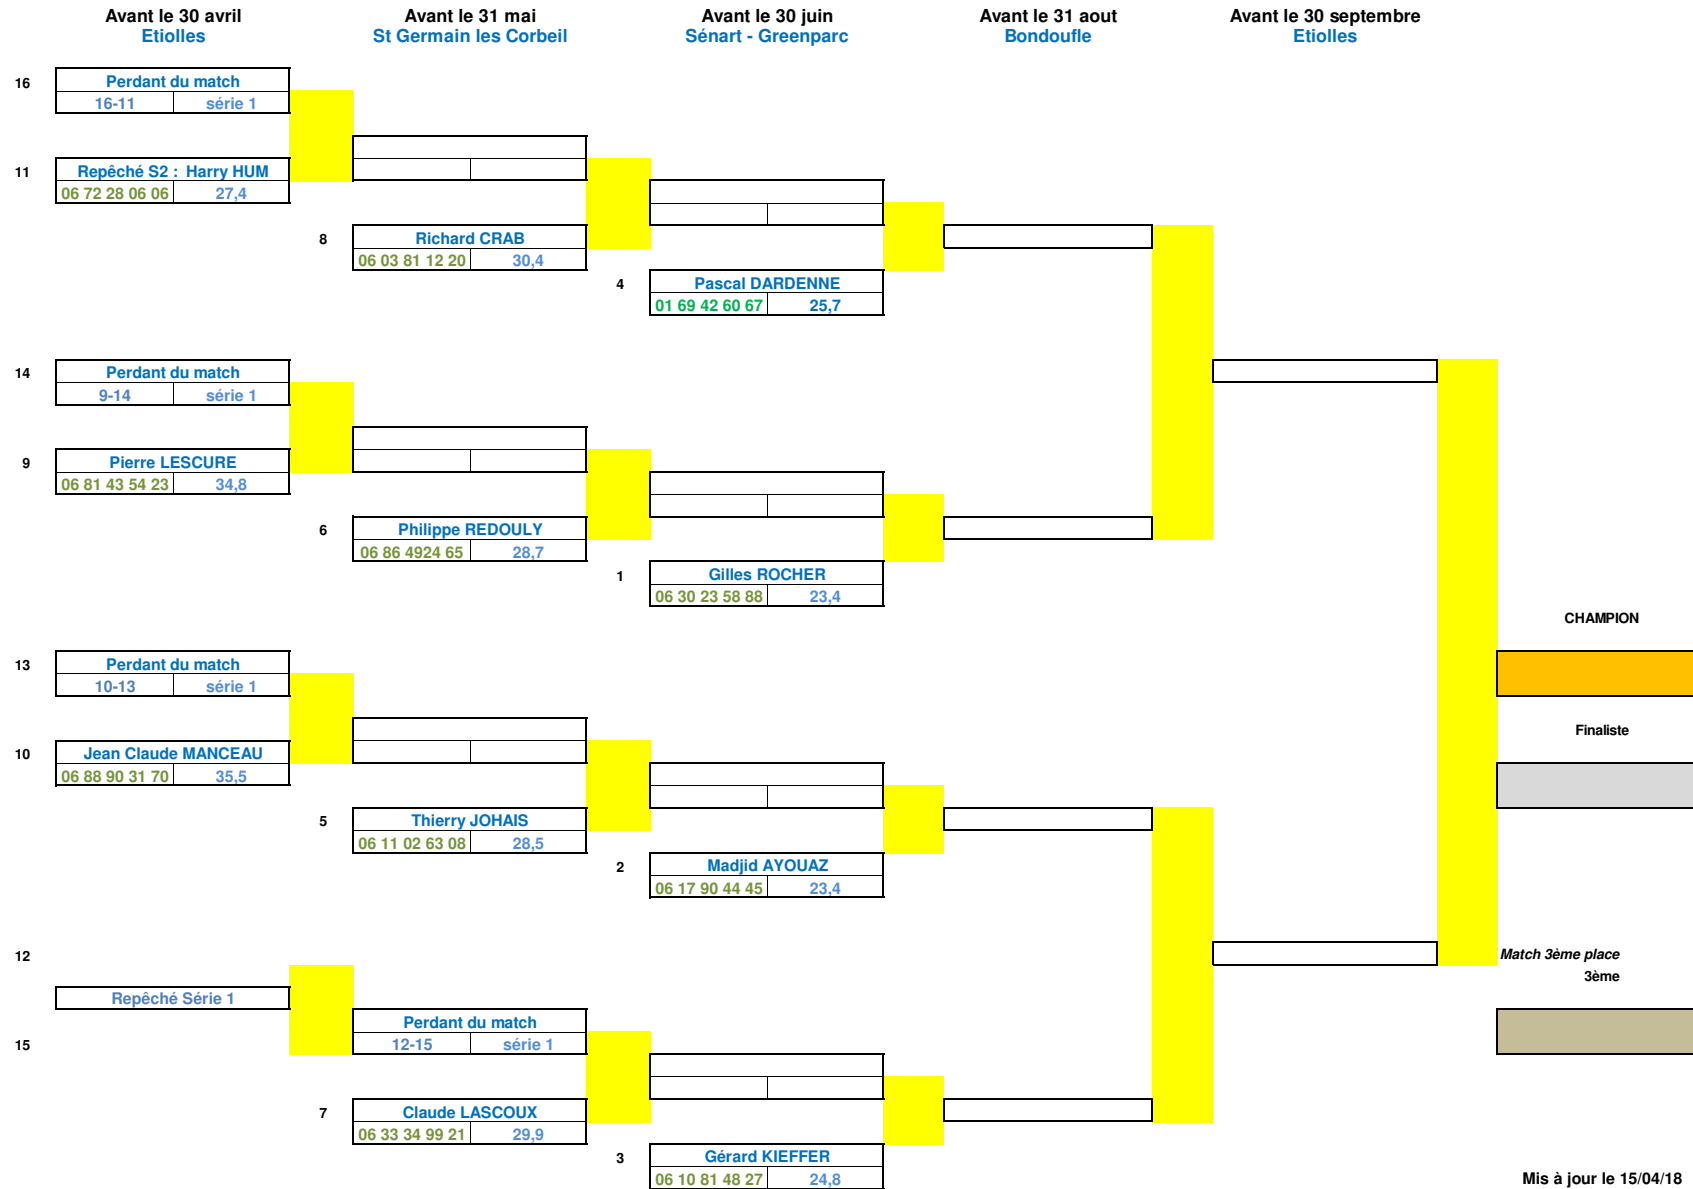 Avant le 30 avril
Etiolles
Avant le 31 mai
St Germain les Corbeil
Avant le 30 juin
Sénart - Greenparc
Avant le 31 aout
Bondoufle
Avant le 30 septembre
Etiolles
16
Perdant du match
16-11 série 1
11
Repêché S2 : Harry HUM
06 72 28 06 06 27,4
8
Richard CRAB
06 03 81 12 20 30,4
4
Pascal DARDENNE
01 69 42 60 67 25,7
14
Perdant du match
9-14 série 1
9
Pierre LESCURE
06 81 43 54 23 34,8
6
Philippe REDOULY
06 86 4924 65 28,7
1
Gilles ROCHER
06 30 23 58 88 23,4
CHAMPION
13
Perdant du match
10-13 série 1
Finaliste
10
Jean Claude MANCEAU
06 88 90 31 70 35,5
5
Thierry JOHAIS
06 11 02 63 08 28,5
2
Madjid AYOUAZ
06 17 90 44 45 23,4
12
Match 3ème place
3ème
Repêché Série 1
Perdant du match
12-15 série 1
15
7
Claude LASCOUX
06 33 34 99 21 29,9
3
Gérard KIEFFER
06 10 81 48 27 24,8
Mis à jour le 15/04/18